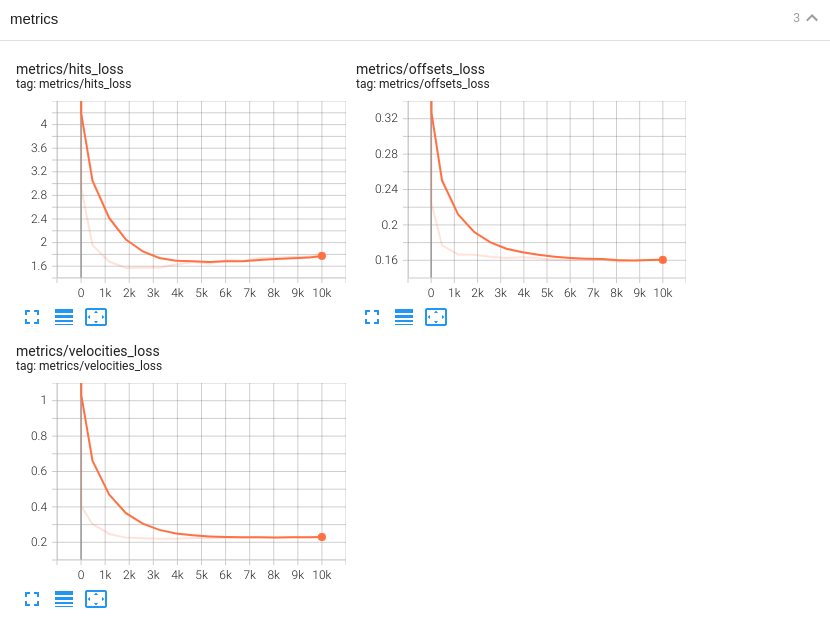 metrics 3
metrics/hits_loss
tag: metrics/hits_loss
4
3.6
3.2
2.8
2.4
2
1.6
0 1k 2k 3k 4k 5k 6k 7k 8k 9k 10k
metrics/offsets_loss
tag: metrics/offsets_loss
0.32
0.28
0.24
0.2
0.16
0 1k 2k 3k 4k 5k 6k 7k 8k 9k 10k
metrics/velocities_loss
tag: metrics/velocities_loss
1
0.8
0.6
0.4
0.2
0 1k 2k 3k 4k 5k 6k 7k 8k 9k 10k